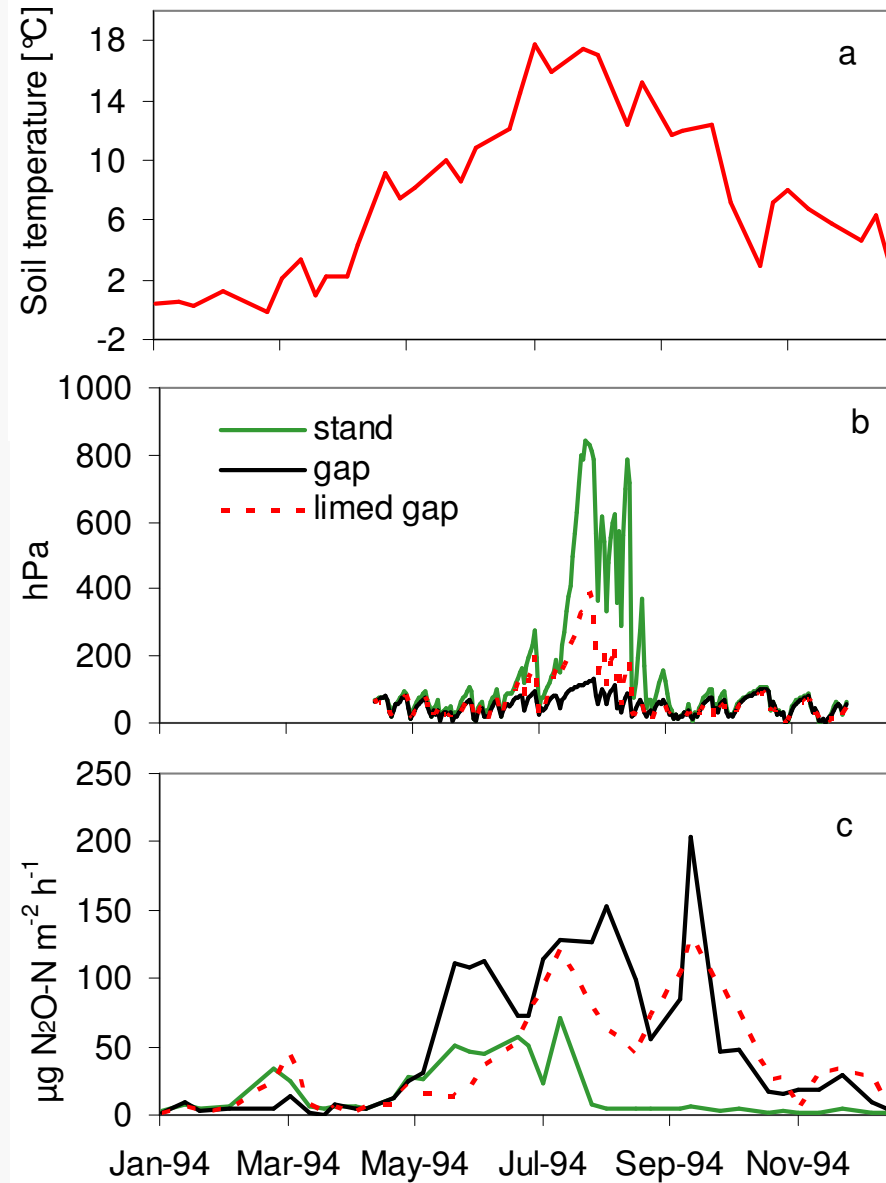 Soil temperature [°C]
18
14
10
6
2
-2
a
hPa
1000
800
600
400
200
0
b
stand
gap
limed gap
µg N₂O-N m⁻² h⁻¹
250
200
150
100
50
0
c
Jan-94 Mar-94 May-94 Jul-94 Sep-94 Nov-94